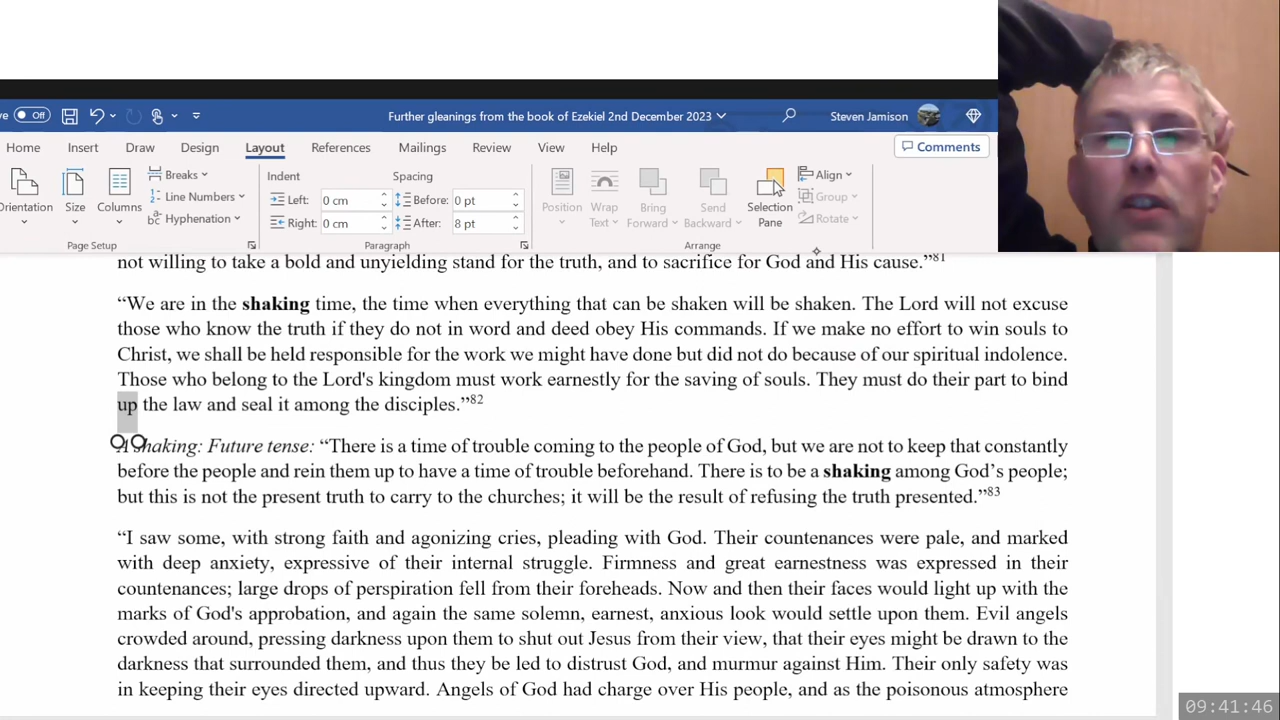 ve Off Further gleanings from the book of Ezekiel 2nd December 2023 Steven Jamison
Home Insert Draw Design Layout References Mailings Review View Help Comments
Orientation Size Columns Breaks Line Numbers Hyphenation
Indent Left: 0 cm Right: 0 cm
Spacing Before: 0 pt After: 8 pt
Position Wrap Text Bring Forward Send Backward Selection Pane Align Group Rotate
Page Setup Paragraph Arrange
not willing to take a bold and unyielding stand for the truth, and to sacrifice for God and His cause.”81
“We are in the shaking time, the time when everything that can be shaken will be shaken. The Lord will not excuse
those who know the truth if they do not in word and deed obey His commands. If we make no effort to win souls to
Christ, we shall be held responsible for the work we might have done but did not do because of our spiritual indolence.
Those who belong to the Lord's kingdom must work earnestly for the saving of souls. They must do their part to bind
up the law and seal it among the disciples.”82
A shaking: Future tense: “There is a time of trouble coming to the people of God, but we are not to keep that constantly
before the people and rein them up to have a time of trouble beforehand. There is to be a shaking among God’s people;
but this is not the present truth to carry to the churches; it will be the result of refusing the truth presented.”83
“I saw some, with strong faith and agonizing cries, pleading with God. Their countenances were pale, and marked
with deep anxiety, expressive of their internal struggle. Firmness and great earnestness was expressed in their
countenances; large drops of perspiration fell from their foreheads. Now and then their faces would light up with the
marks of God's approbation, and again the same solemn, earnest, anxious look would settle upon them. Evil angels
crowded around, pressing darkness upon them to shut out Jesus from their view, that their eyes might be drawn to the
darkness that surrounded them, and thus they be led to distrust God, and murmur against Him. Their only safety was
in keeping their eyes directed upward. Angels of God had charge over His people, and as the poisonous atmosphere
09:41:46